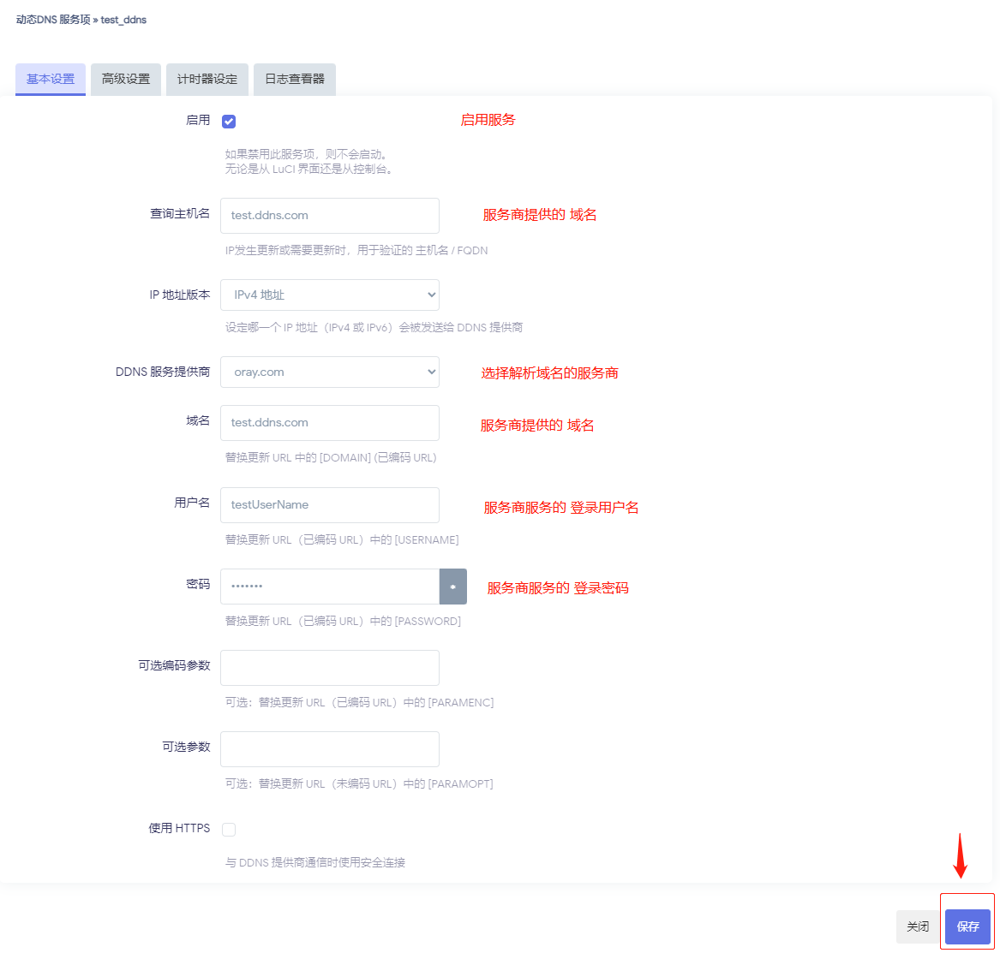 动态DNS 服务项 » test_ddns
基本设置 高级设置 计时器设定 日志查看器
启用 启用服务
如果禁用此服务项，则不会启动。
无论是从 LuCI 界面还是从控制台。
查询主机名 test.ddns.com 服务商提供的 域名
IP发生更新或需要更新时，用于验证的 主机名 / FQDN
IP 地址版本 IPv4 地址
设定哪一个 IP 地址（IPv4 或 IPv6）会被发送给 DDNS 提供商
DDNS 服务提供商 oray.com 选择解析域名的服务商
域名 test.ddns.com 服务商提供的 域名
替换更新 URL 中的 [DOMAIN] (已编码 URL)
用户名 testUserName 服务商服务的 登录用户名
替换更新 URL（已编码 URL）中的 [USERNAME]
密码 ••••••• * 服务商服务的 登录密码
替换更新 URL（已编码 URL）中的 [PASSWORD]
可选编码参数
可选：替换更新 URL（已编码 URL）中的 [PARAMENC]
可选参数
可选：替换更新 URL（未编码 URL）中的 [PARAMOPT]
使用 HTTPS
与 DDNS 提供商通信时使用安全连接
关闭 保存